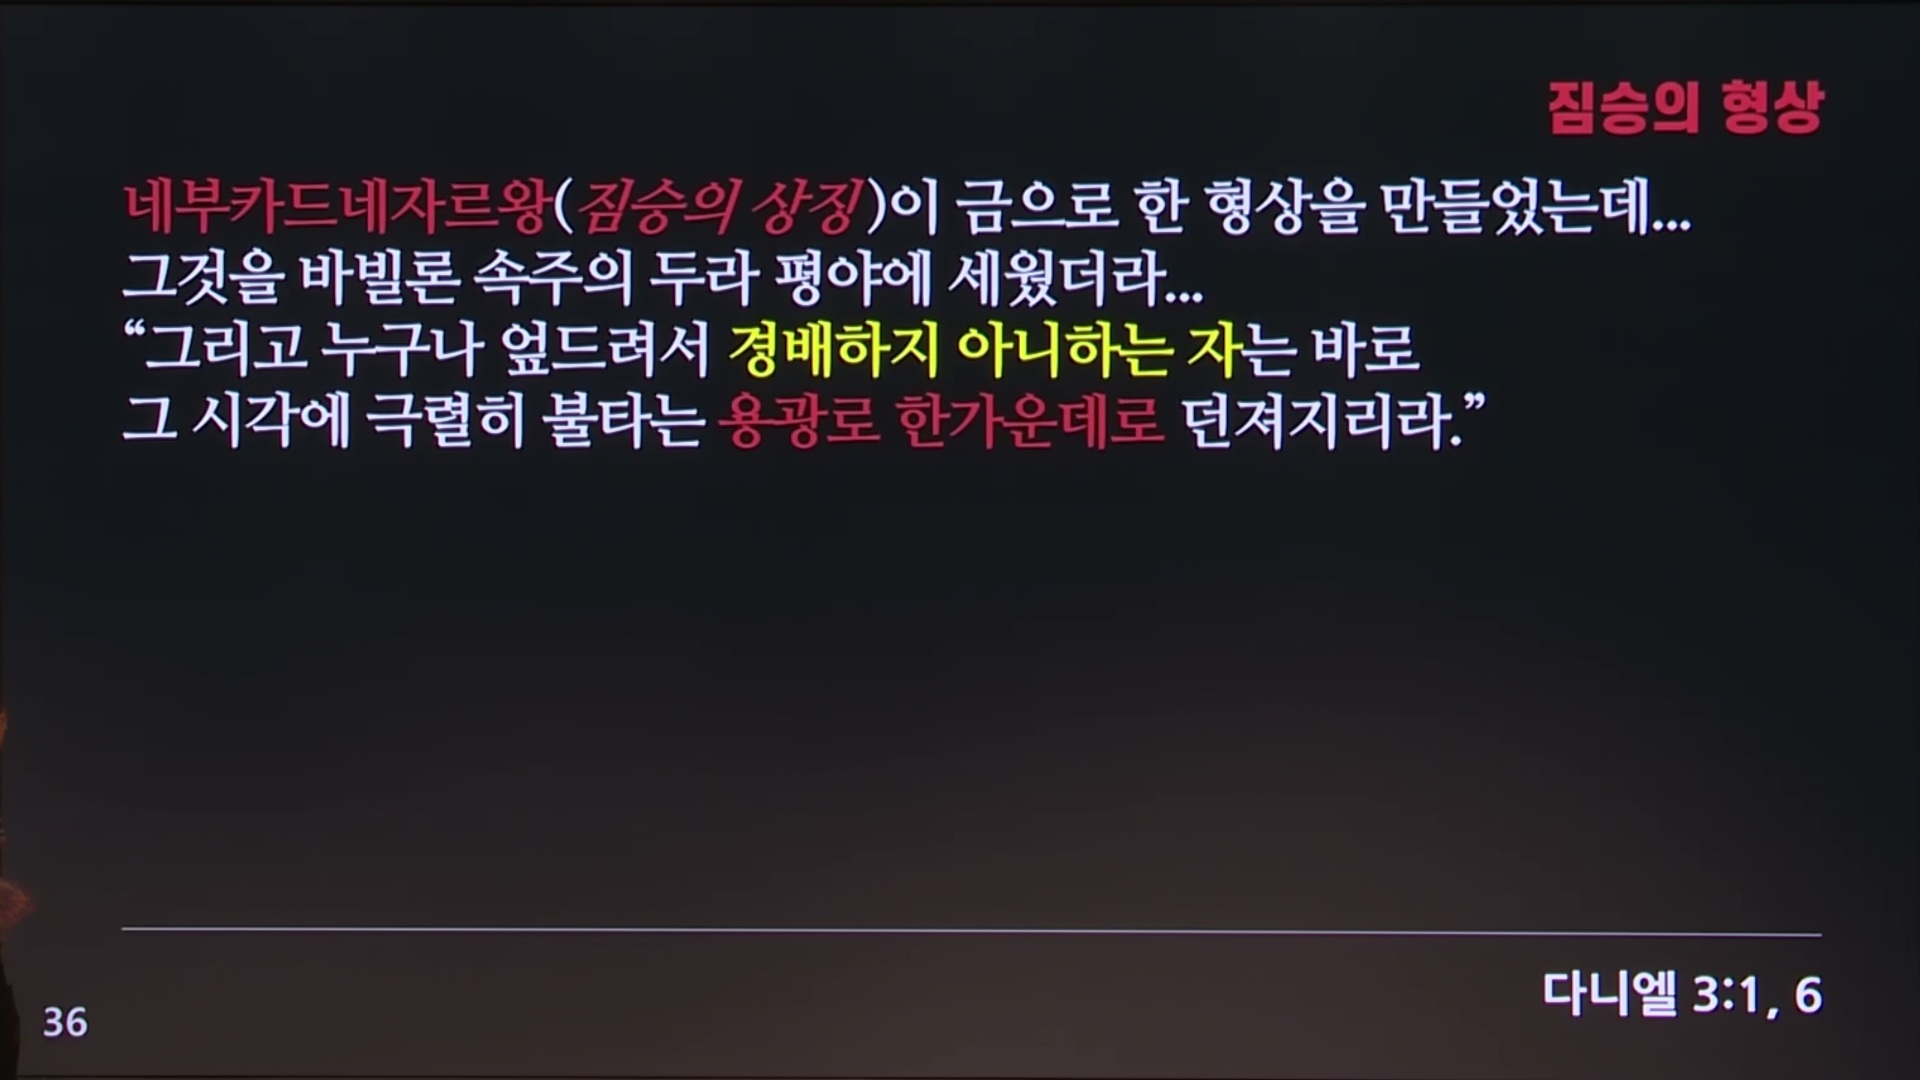 짐승의 형상
네부카드네자르왕(짐승의 상징)이 금으로 한 형상을 만들었는데...
그것을 바빌론 속주의 두라 평야에 세웠더라...
“그리고 누구나 엎드려서 경배하지 아니하는 자는 바로
그 시각에 극렬히 불타는 용광로 한가운데로 던져지리라.”
다니엘 3:1, 6
36